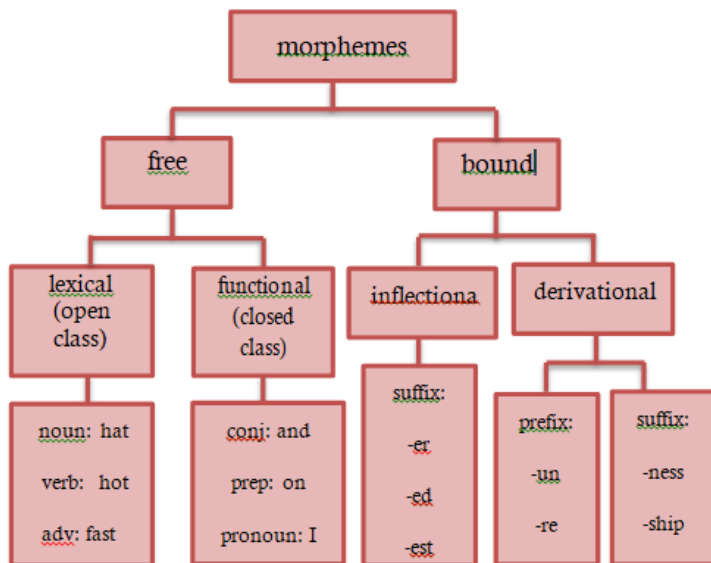 morphemes
free
bound
lexical
(open
class)
functional
(closed
class)
inflectiona
derivational
noun: hat
verb: hot
adv: fast
conj: and
prep: on
pronoun: I
suffix:
-er
-ed
-est
prefix:
-un
-re
suffix:
-ness
-ship